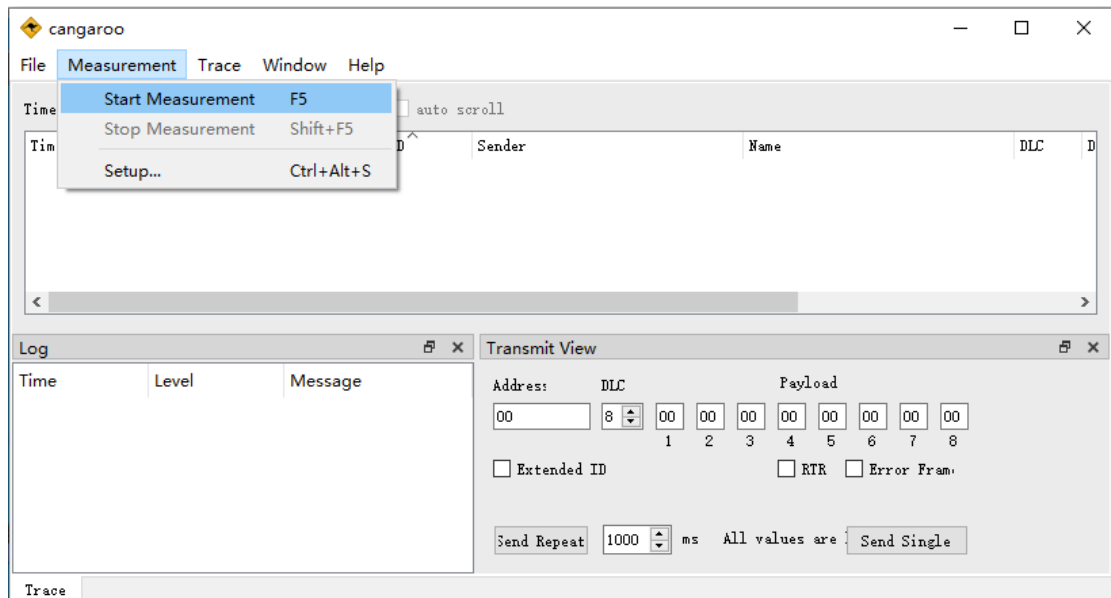 cangaroo
File Measurement Trace Window Help
Start Measurement F5
Stop Measurement Shift+F5
Setup... Ctrl+Alt+S
Time auto scroll
Tim D Sender Name DLC D
Log
Time Level Message
Transmit View
Address DLC Payload
00 8 00 00 00 00 00 00 00 00
1 2 3 4 5 6 7 8
Extended ID RTR Error Fram
Send Repeat 1000 ms All values are Send Single
Trace